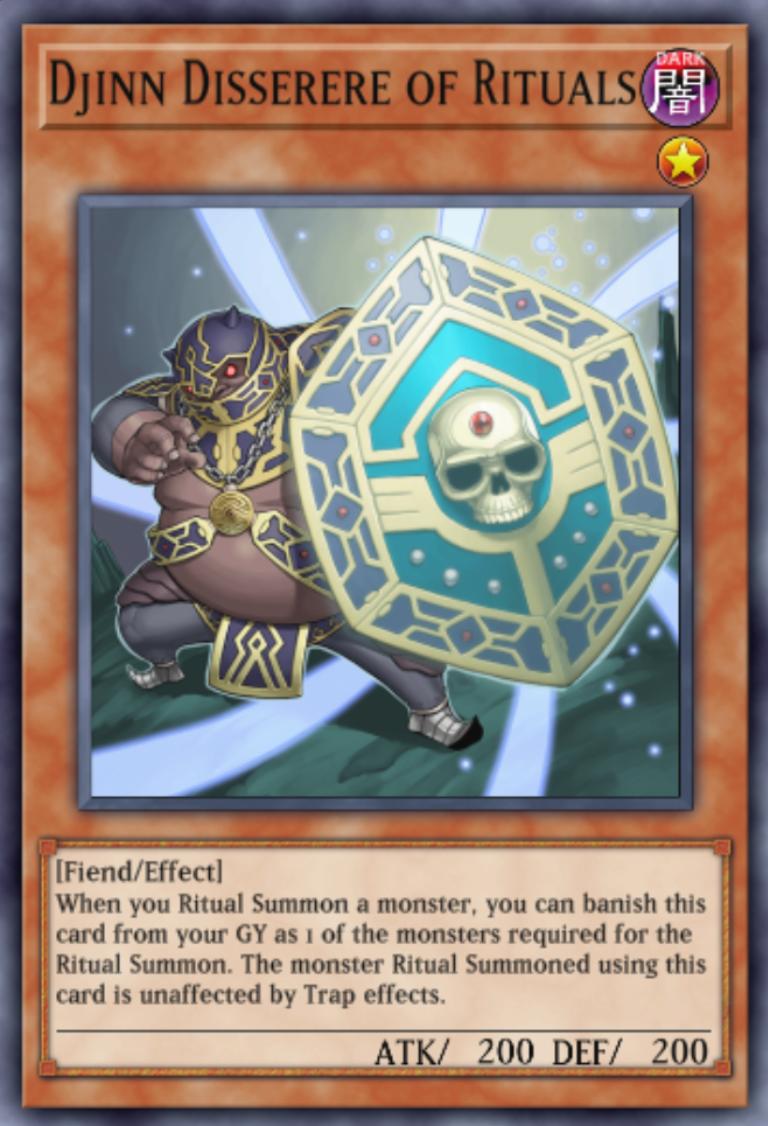 Djinn Disserere of Rituals
DARK
闇
[Fiend/Effect]
When you Ritual Summon a monster, you can banish this
card from your GY as 1 of the monsters required for the
Ritual Summon. The monster Ritual Summoned using this
card is unaffected by Trap effects.
ATK/ 200 DEF/ 200